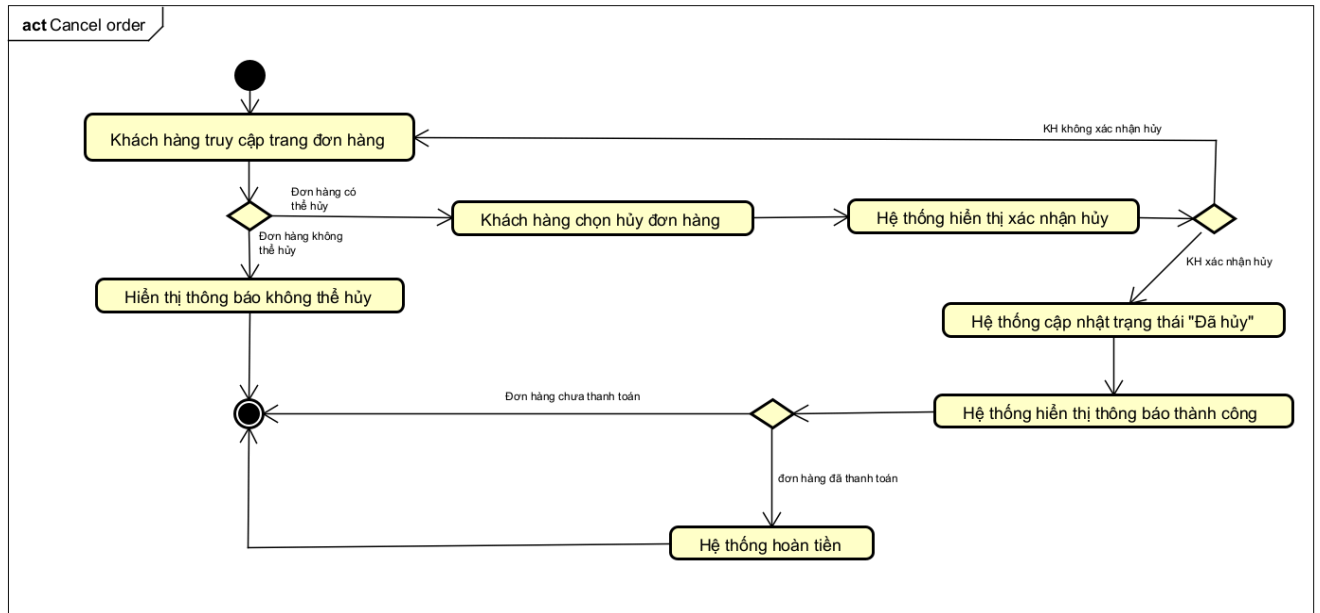 act Cancel order
Khách hàng truy cập trang đơn hàng
KH không xác nhận hủy
Đơn hàng có
thể hủy
Khách hàng chọn hủy đơn hàng
Hệ thống hiển thị xác nhận hủy
Đơn hàng không
thể hủy
KH xác nhận hủy
Hiển thị thông báo không thể hủy
Hệ thống cập nhật trạng thái "Đã hủy"
Đơn hàng chưa thanh toán
Hệ thống hiển thị thông báo thành công
đơn hàng đã thanh toán
Hệ thống hoàn tiền